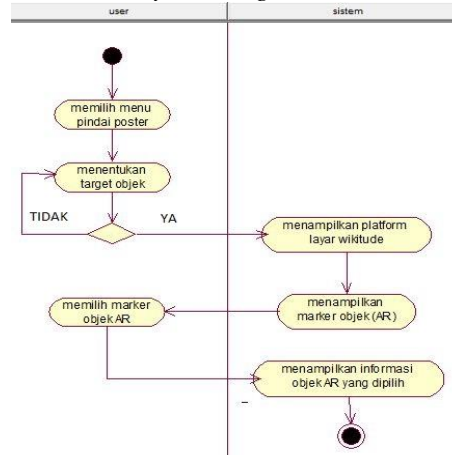 user
sistem
memilih menu
pindai poster
menentukan
target objek
TIDAK
YA
menampilkan platform
layar wikitude
menampilkan
marker objek (AR)
memilih marker
objek AR
menampilkan informasi
objek AR yang dipilih